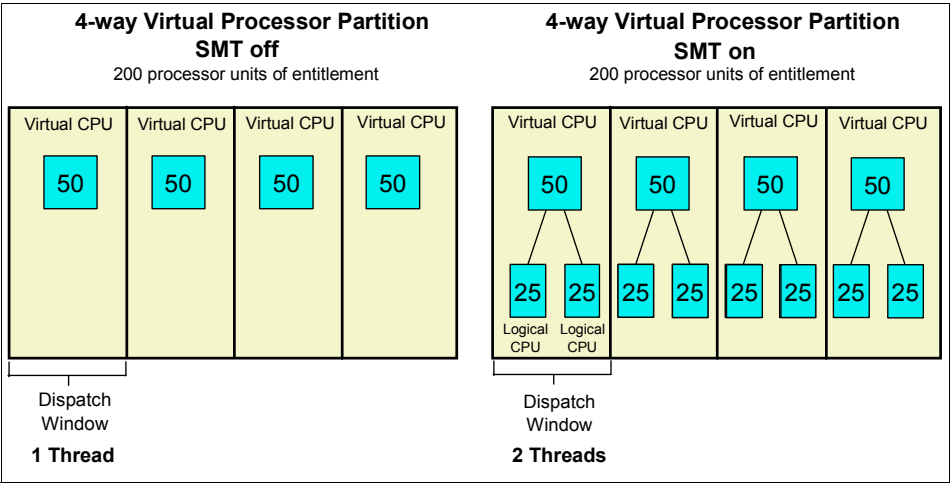 4-way Virtual Processor Partition
SMT off
200 processor units of entitlement
Virtual CPU Virtual CPU Virtual CPU Virtual CPU
50 50 50 50
Dispatch
Window
1 Thread
4-way Virtual Processor Partition
SMT on
200 processor units of entitlement
Virtual CPU Virtual CPU Virtual CPU Virtual CPU
50 50 50 50
25 25 25 25 25 25 25 25
Logical Logical
CPU CPU
Dispatch
Window
2 Threads